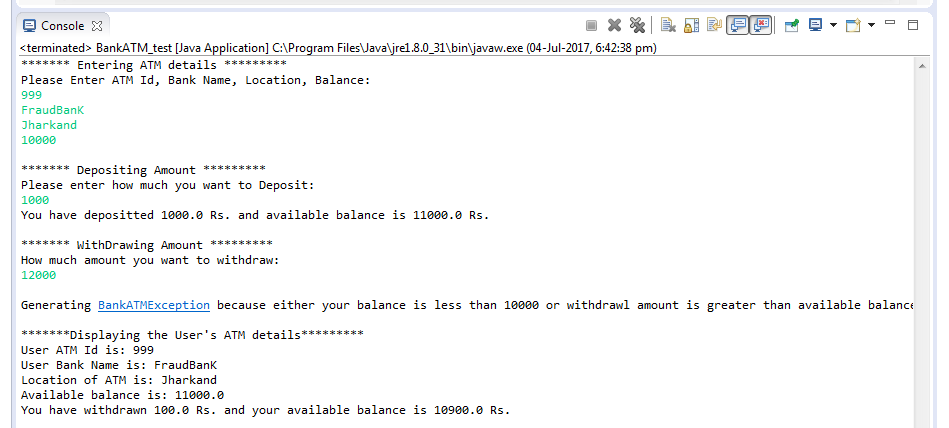 Console
<terminated> BankATM_test [Java Application] C:\Program Files\Java\jre1.8.0_31\bin\javaw.exe (04-Jul-2017, 6:42:38 pm)
******* Entering ATM details *********
Please Enter ATM Id, Bank Name, Location, Balance:
999
FraudBanK
Jharkand
10000
******* Depositing Amount *********
Please enter how much you want to Deposit:
1000
You have depositted 1000.0 Rs. and available balance is 11000.0 Rs.
******* WithDrawing Amount *********
How much amount you want to withdraw:
12000
Generating BankATMException because either your balance is less than 10000 or withdrawl amount is greater than available balance
*******Displaying the User's ATM details*********
User ATM Id is: 999
User Bank Name is: FraudBanK
Location of ATM is: Jharkand
Available balance is: 11000.0
You have withdrawn 100.0 Rs. and your available balance is 10900.0 Rs.